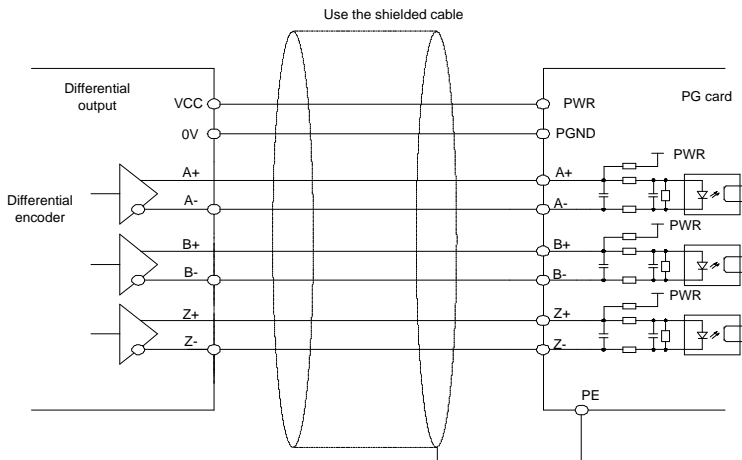 Use the shielded cable
Differential
output
VCC
PWR
PG card
0V
PGND
PWR
A+
A+
Differential
encoder
A-
A-
PWR
B+
B+
B-
B-
PWR
Z+
Z+
Z-
Z-
PE